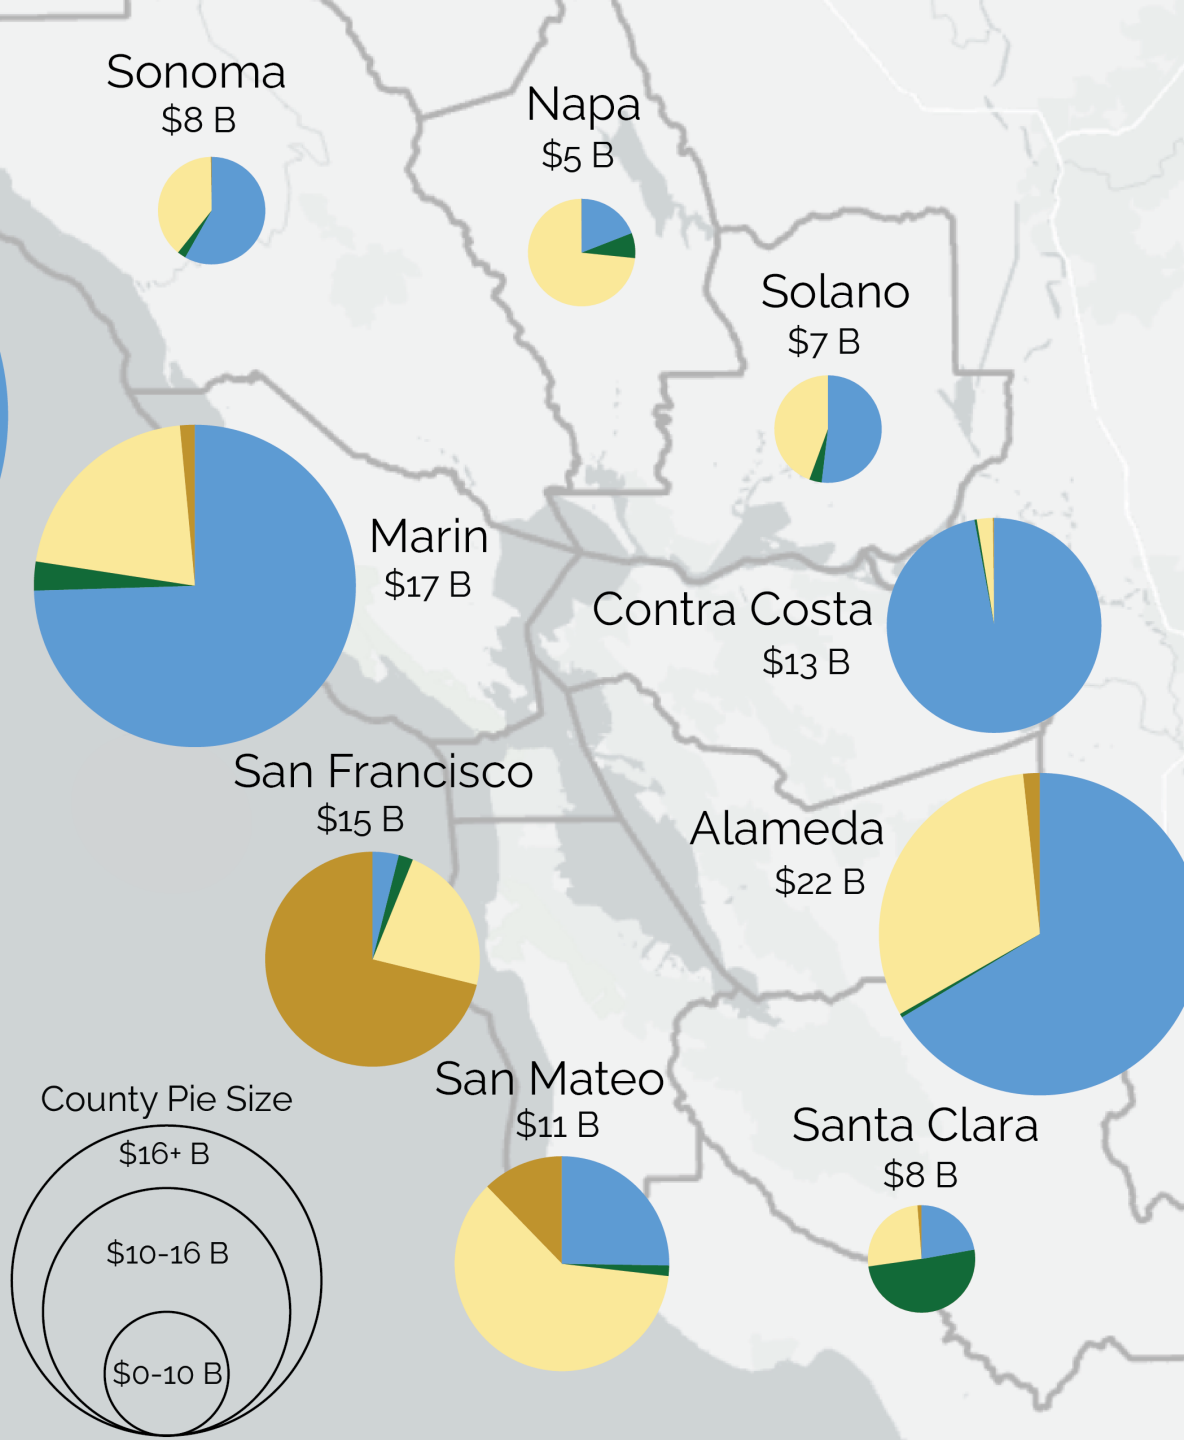 Sonoma
$8 B
Napa
$5 B
Solano
$7 B
Marin
$17 B
Contra Costa
$13 B
San Francisco
$15 B
Alameda
$22 B
San Mateo
$11 B
Santa Clara
$8 B
County Pie Size
$16+ B
$10-16 B
$0-10 B